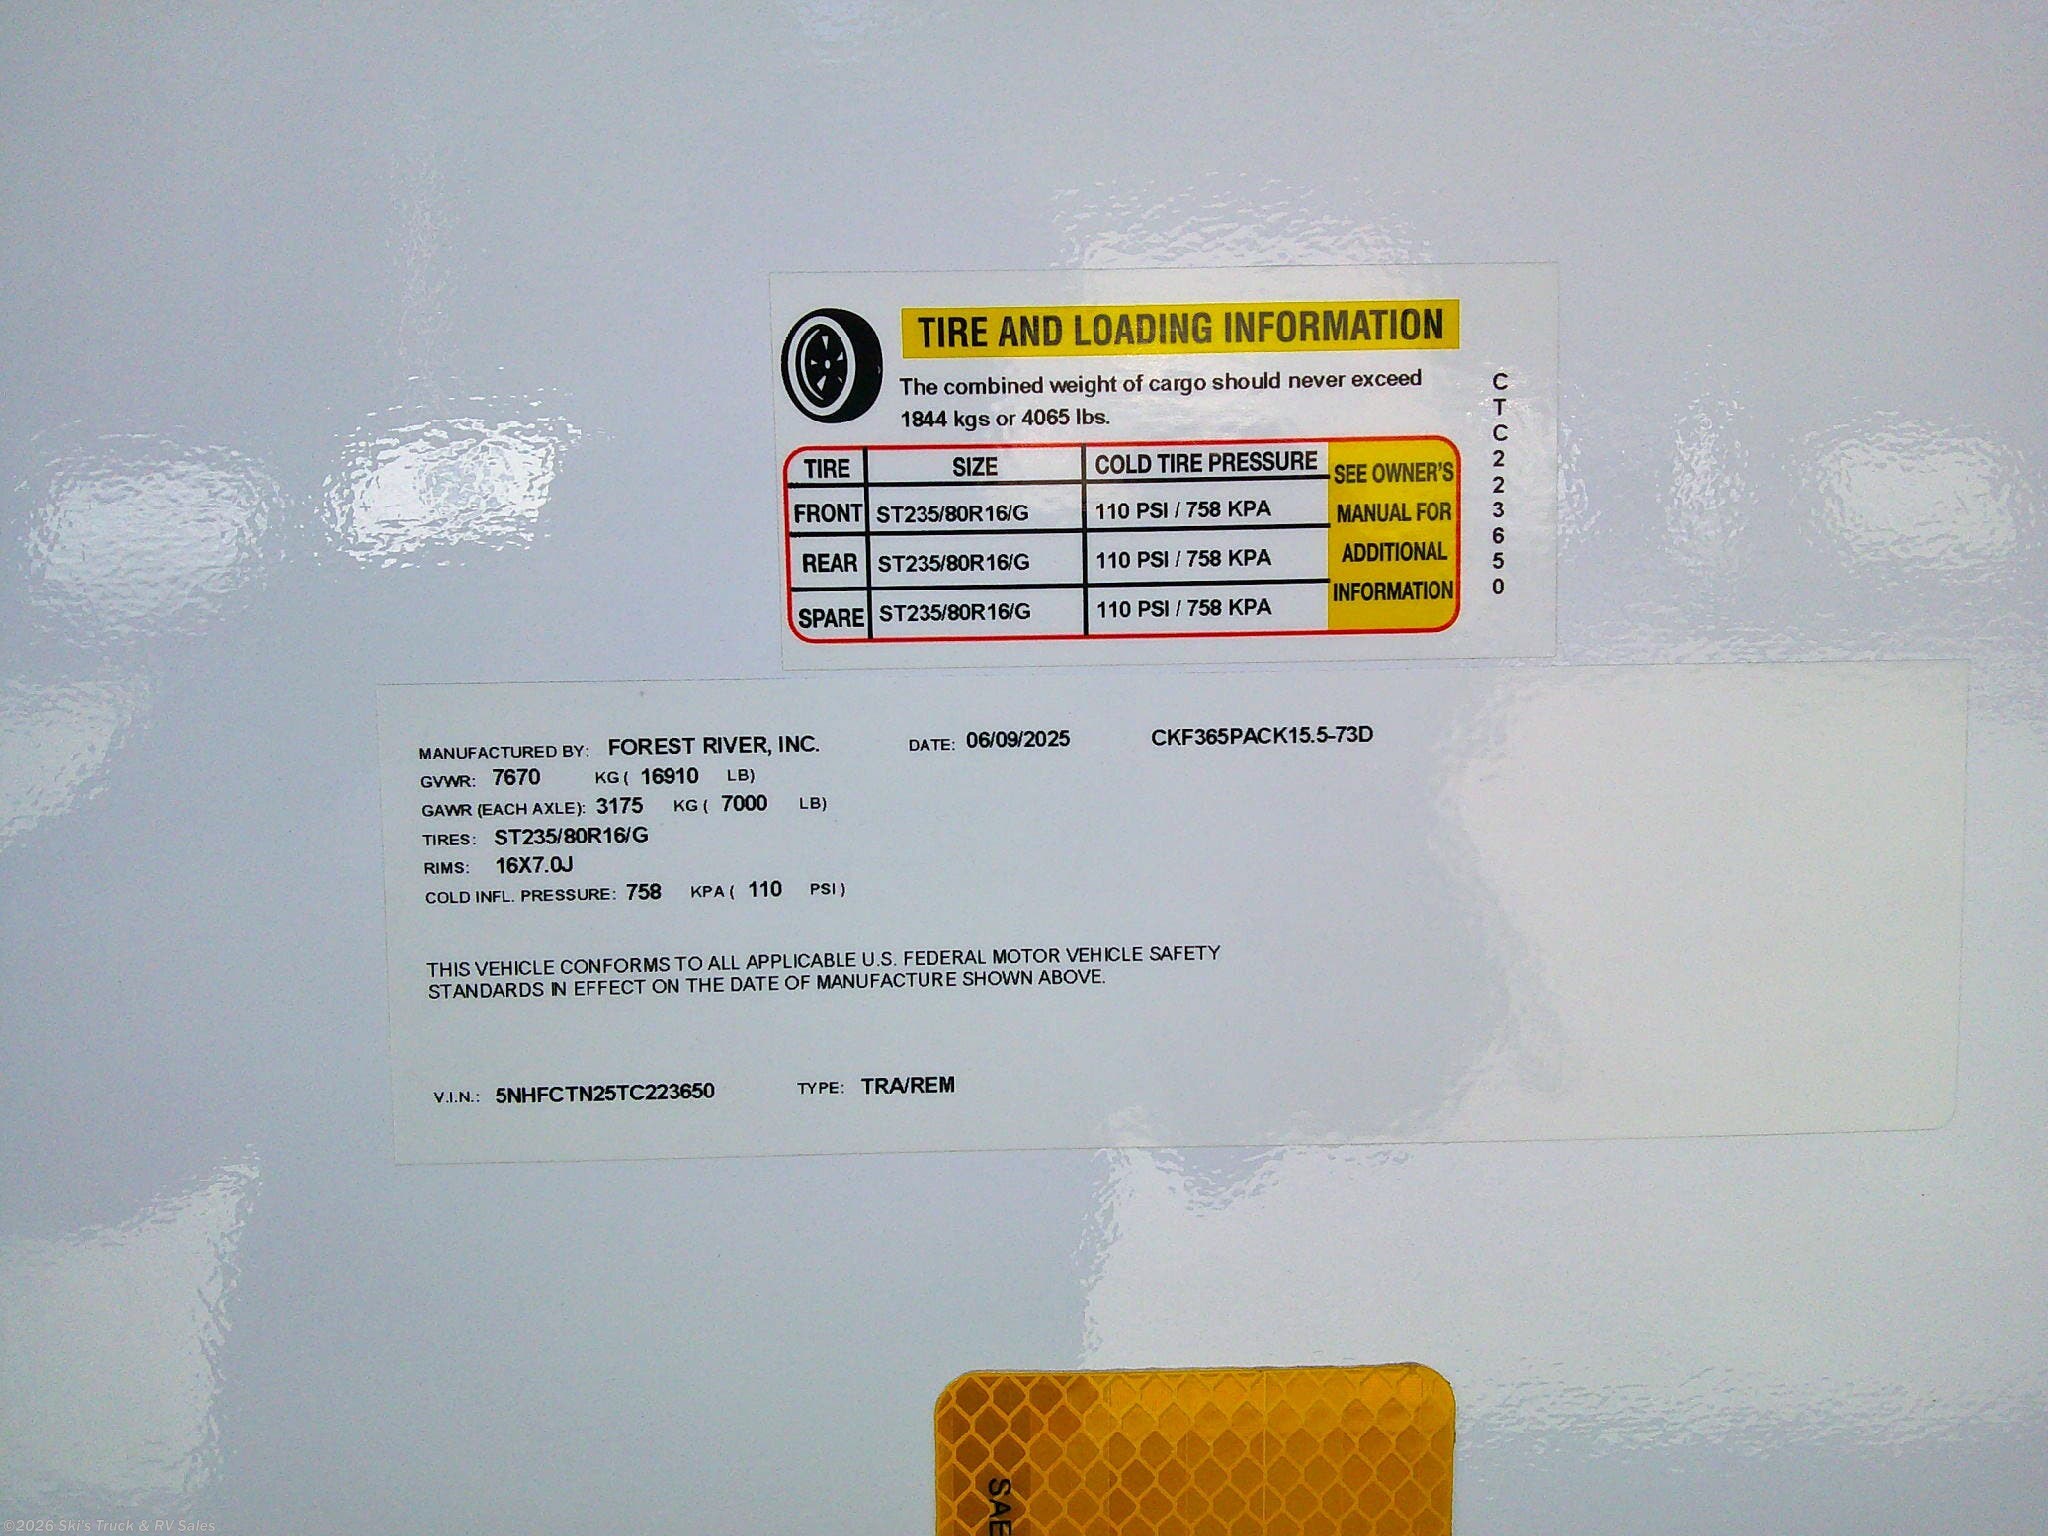 TIRE AND LOADING INFORMATION
The combined weight of cargo should never exceed
1844 kgs or 4065 lbs.
TIRE SIZE COLD TIRE PRESSURE
FRONT ST235/80R16/G 110 PSI / 758 KPA
REAR ST235/80R16/G 110 PSI / 758 KPA
SPARE ST235/80R16/G 110 PSI / 758 KPA
SEE OWNER'S
MANUAL FOR
ADDITIONAL
INFORMATION
CTC223650
MANUFACTURED BY: FOREST RIVER, INC. DATE: 06/09/2025 CKF365PACK15.5-73D
GVWR: 7670 KG ( 16910 LB)
GAWR (EACH AXLE): 3175 KG ( 7000 LB)
TIRES: ST235/80R16/G
RIMS: 16X7.0J
COLD INFL. PRESSURE: 758 KPA ( 110 PSI )
THIS VEHICLE CONFORMS TO ALL APPLICABLE U.S. FEDERAL MOTOR VEHICLE SAFETY
STANDARDS IN EFFECT ON THE DATE OF MANUFACTURE SHOWN ABOVE.
V.I.N.: 5NHFCTN25TC223650 TYPE: TRA/REM
SAE
©2026 Ski's Truck & RV Sales